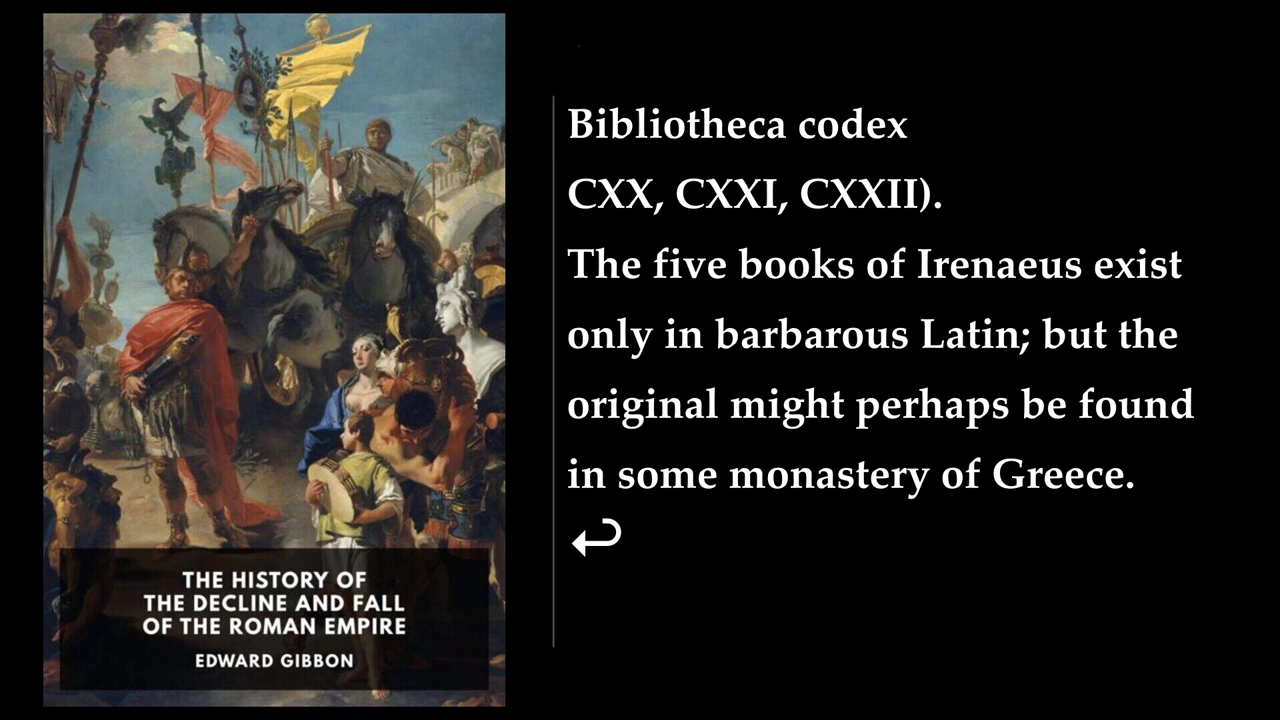 THE HISTORY OF
THE DECLINE AND FALL
OF THE ROMAN EMPIRE
EDWARD GIBBON
Bibliotheca codex
CXX, CXXI, CXXII).
The five books of Irenaeus exist
only in barbarous Latin; but the
original might perhaps be found
in some monastery of Greece.
↩